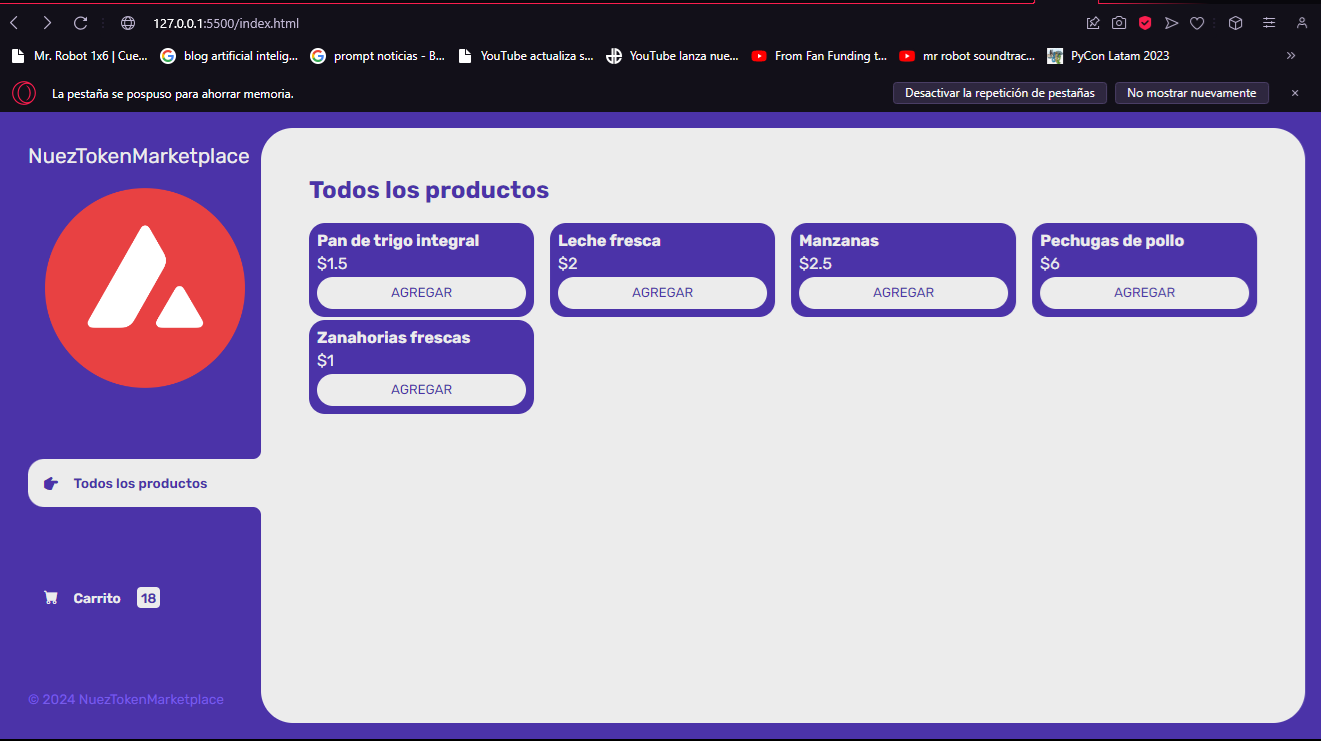 127.0.0.1:5500/index.html
Mr. Robot 1x6 | Cue... blog artificial intelig... prompt noticias - B... YouTube actualiza s... YouTube lanza nue... From Fan Funding t... mr robot soundtrac... PyCon Latam 2023 »
La pestaña se pospuso para ahorrar memoria. Desactivar la repetición de pestañas No mostrar nuevamente ×
NuezTokenMarketplace
Todos los productos
Carrito 18
© 2024 NuezTokenMarketplace
Todos los productos
Pan de trigo integral
$1.5
AGREGAR
Leche fresca
$2
AGREGAR
Manzanas
$2.5
AGREGAR
Pechugas de pollo
$6
AGREGAR
Zanahorias frescas
$1
AGREGAR